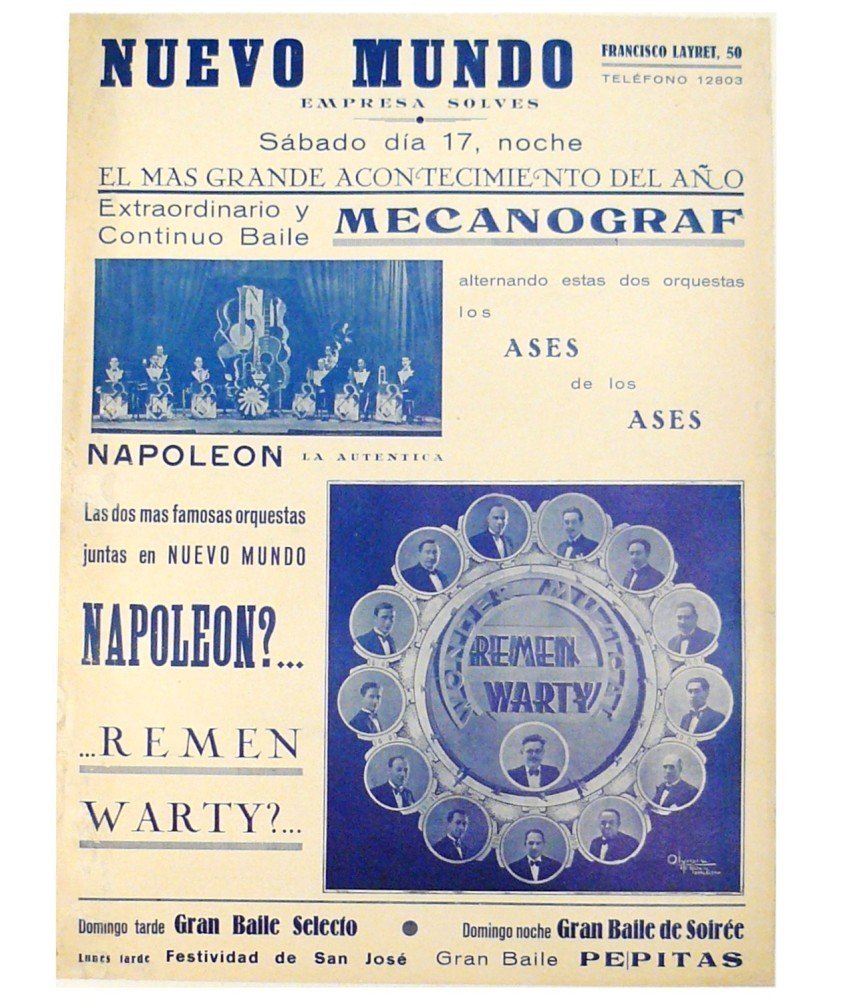 NUEVO MUNDO
FRANCISCO LAYRET, 50
TELÉFONO 12803
EMPRESA SOLVES
Sábado día 17, noche
EL MAS GRANDE ACONTECIMIENTO DEL AÑO
Extraordinario y
Continuo Baile
MECANOGRAF
alternando estas dos orquestas
los
ASES
de los
ASES
NAPOLEON LA AUTENTICA
Las dos mas famosas orquestas
juntas en NUEVO MUNDO
NAPOLEON?...
...REMEN
WARTY?...
WONDER
REMEN
WARTY
Domingo tarde Gran Baile Selecto
Domingo noche Gran Baile de Soirée
Lunes tarde Festividad de San José Gran Baile PEPITAS